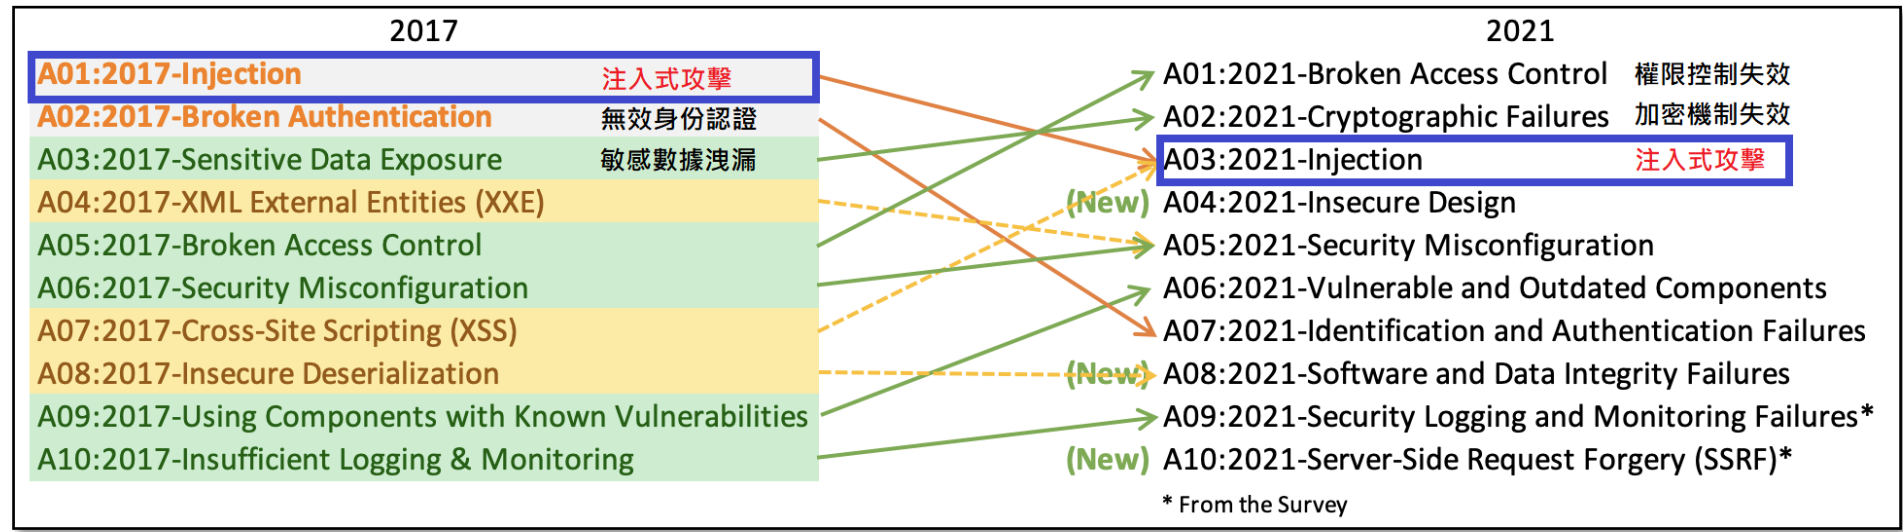 2017
A01:2017-Injection 注入式攻擊
A02:2017-Broken Authentication 無效身份認證
A03:2017-Sensitive Data Exposure 敏感數據洩漏
A04:2017-XML External Entities (XXE)
A05:2017-Broken Access Control
A06:2017-Security Misconfiguration
A07:2017-Cross-Site Scripting (XSS)
A08:2017-Insecure Deserialization
A09:2017-Using Components with Known Vulnerabilities
A10:2017-Insufficient Logging & Monitoring
2021
A01:2021-Broken Access Control 權限控制失效
A02:2021-Cryptographic Failures 加密機制失效
A03:2021-Injection 注入式攻擊
(New) A04:2021-Insecure Design
A05:2021-Security Misconfiguration
A06:2021-Vulnerable and Outdated Components
A07:2021-Identification and Authentication Failures
(New) A08:2021-Software and Data Integrity Failures
A09:2021-Security Logging and Monitoring Failures*
(New) A10:2021-Server-Side Request Forgery (SSRF)*
* From the Survey